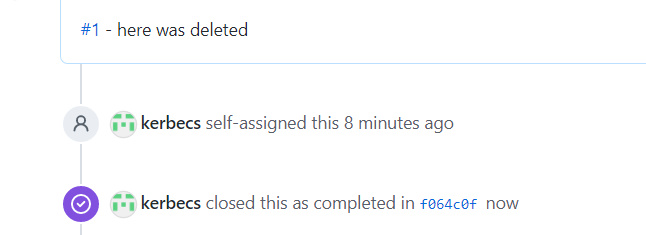 #1 - here was deleted
kerbecs self-assigned this 8 minutes ago
kerbecs closed this as completed in f064c0f now